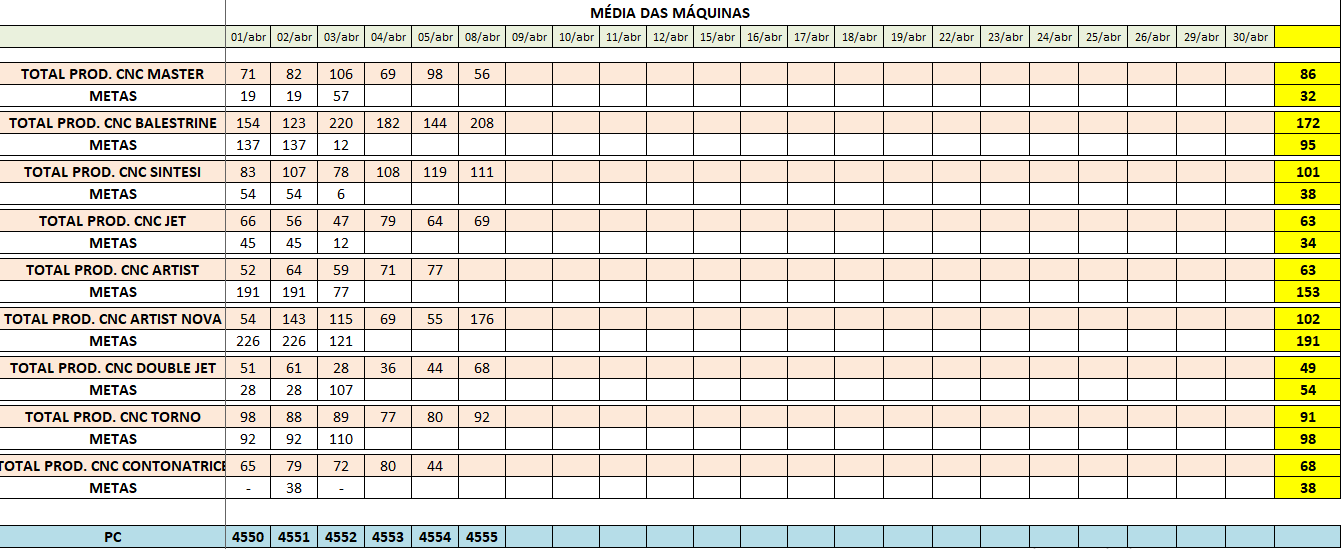 MÉDIA DAS MÁQUINAS
01/abr 02/abr 03/abr 04/abr 05/abr 08/abr 09/abr 10/abr 11/abr 12/abr 15/abr 16/abr 17/abr 18/abr 19/abr 22/abr 23/abr 24/abr 25/abr 26/abr 29/abr 30/abr
TOTAL PROD. CNC MASTER 71 82 106 69 98 56 86
METAS 19 19 57 32
TOTAL PROD. CNC BALESTRINE 154 123 220 182 144 208 172
METAS 137 137 12 95
TOTAL PROD. CNC SINTESI 83 107 78 108 119 111 101
METAS 54 54 6 38
TOTAL PROD. CNC JET 66 56 47 79 64 69 63
METAS 45 45 12 34
TOTAL PROD. CNC ARTIST 52 64 59 71 77 63
METAS 191 191 77 153
TOTAL PROD. CNC ARTIST NOVA 54 143 115 69 55 176 102
METAS 226 226 121 191
TOTAL PROD. CNC DOUBLE JET 51 61 28 36 44 68 49
METAS 28 28 107 54
TOTAL PROD. CNC TORNO 98 88 89 77 80 92 91
METAS 92 92 110 98
TOTAL PROD. CNC CONTONATRICE 65 79 72 80 44 68
METAS - 38 - 38
PC 4550 4551 4552 4553 4554 4555